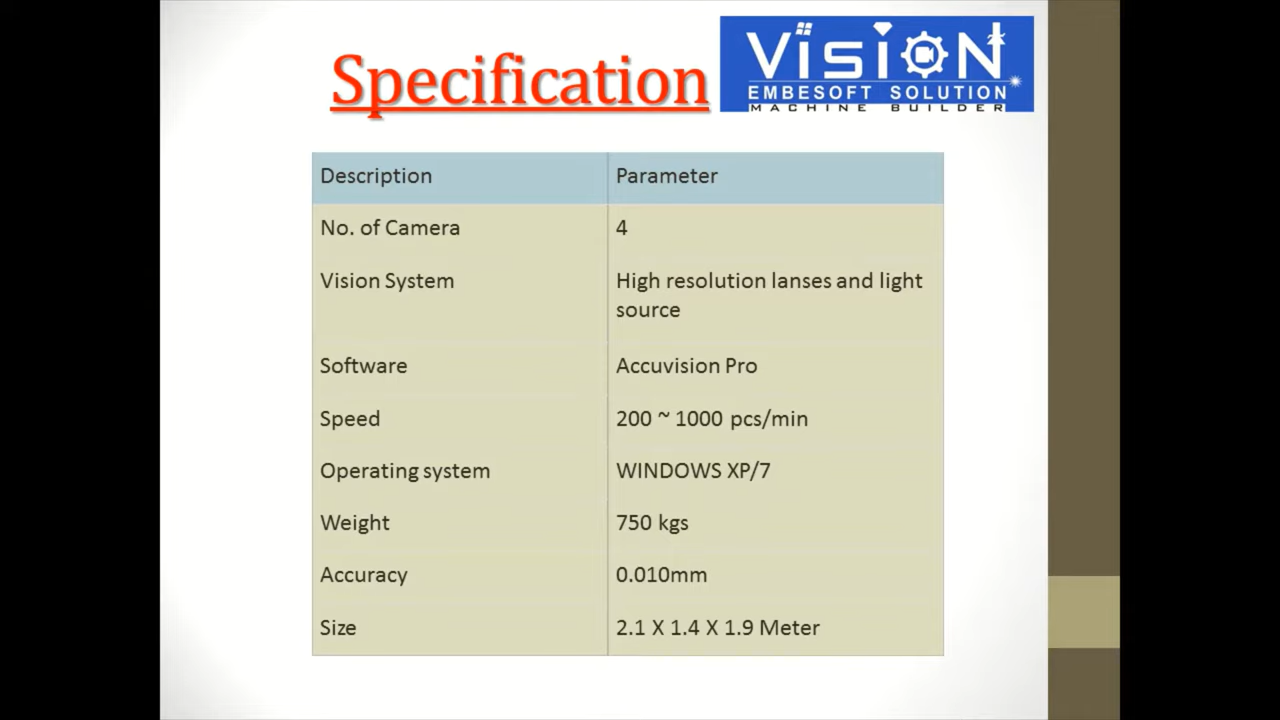 Specification
VISION
EMBESOFT SOLUTION
MACHINE BUILDER
Description Parameter
No. of Camera 4
Vision System High resolution lanses and light
source
Software Accuvision Pro
Speed 200 ~ 1000 pcs/min
Operating system WINDOWS XP/7
Weight 750 kgs
Accuracy 0.010mm
Size 2.1 X 1.4 X 1.9 Meter